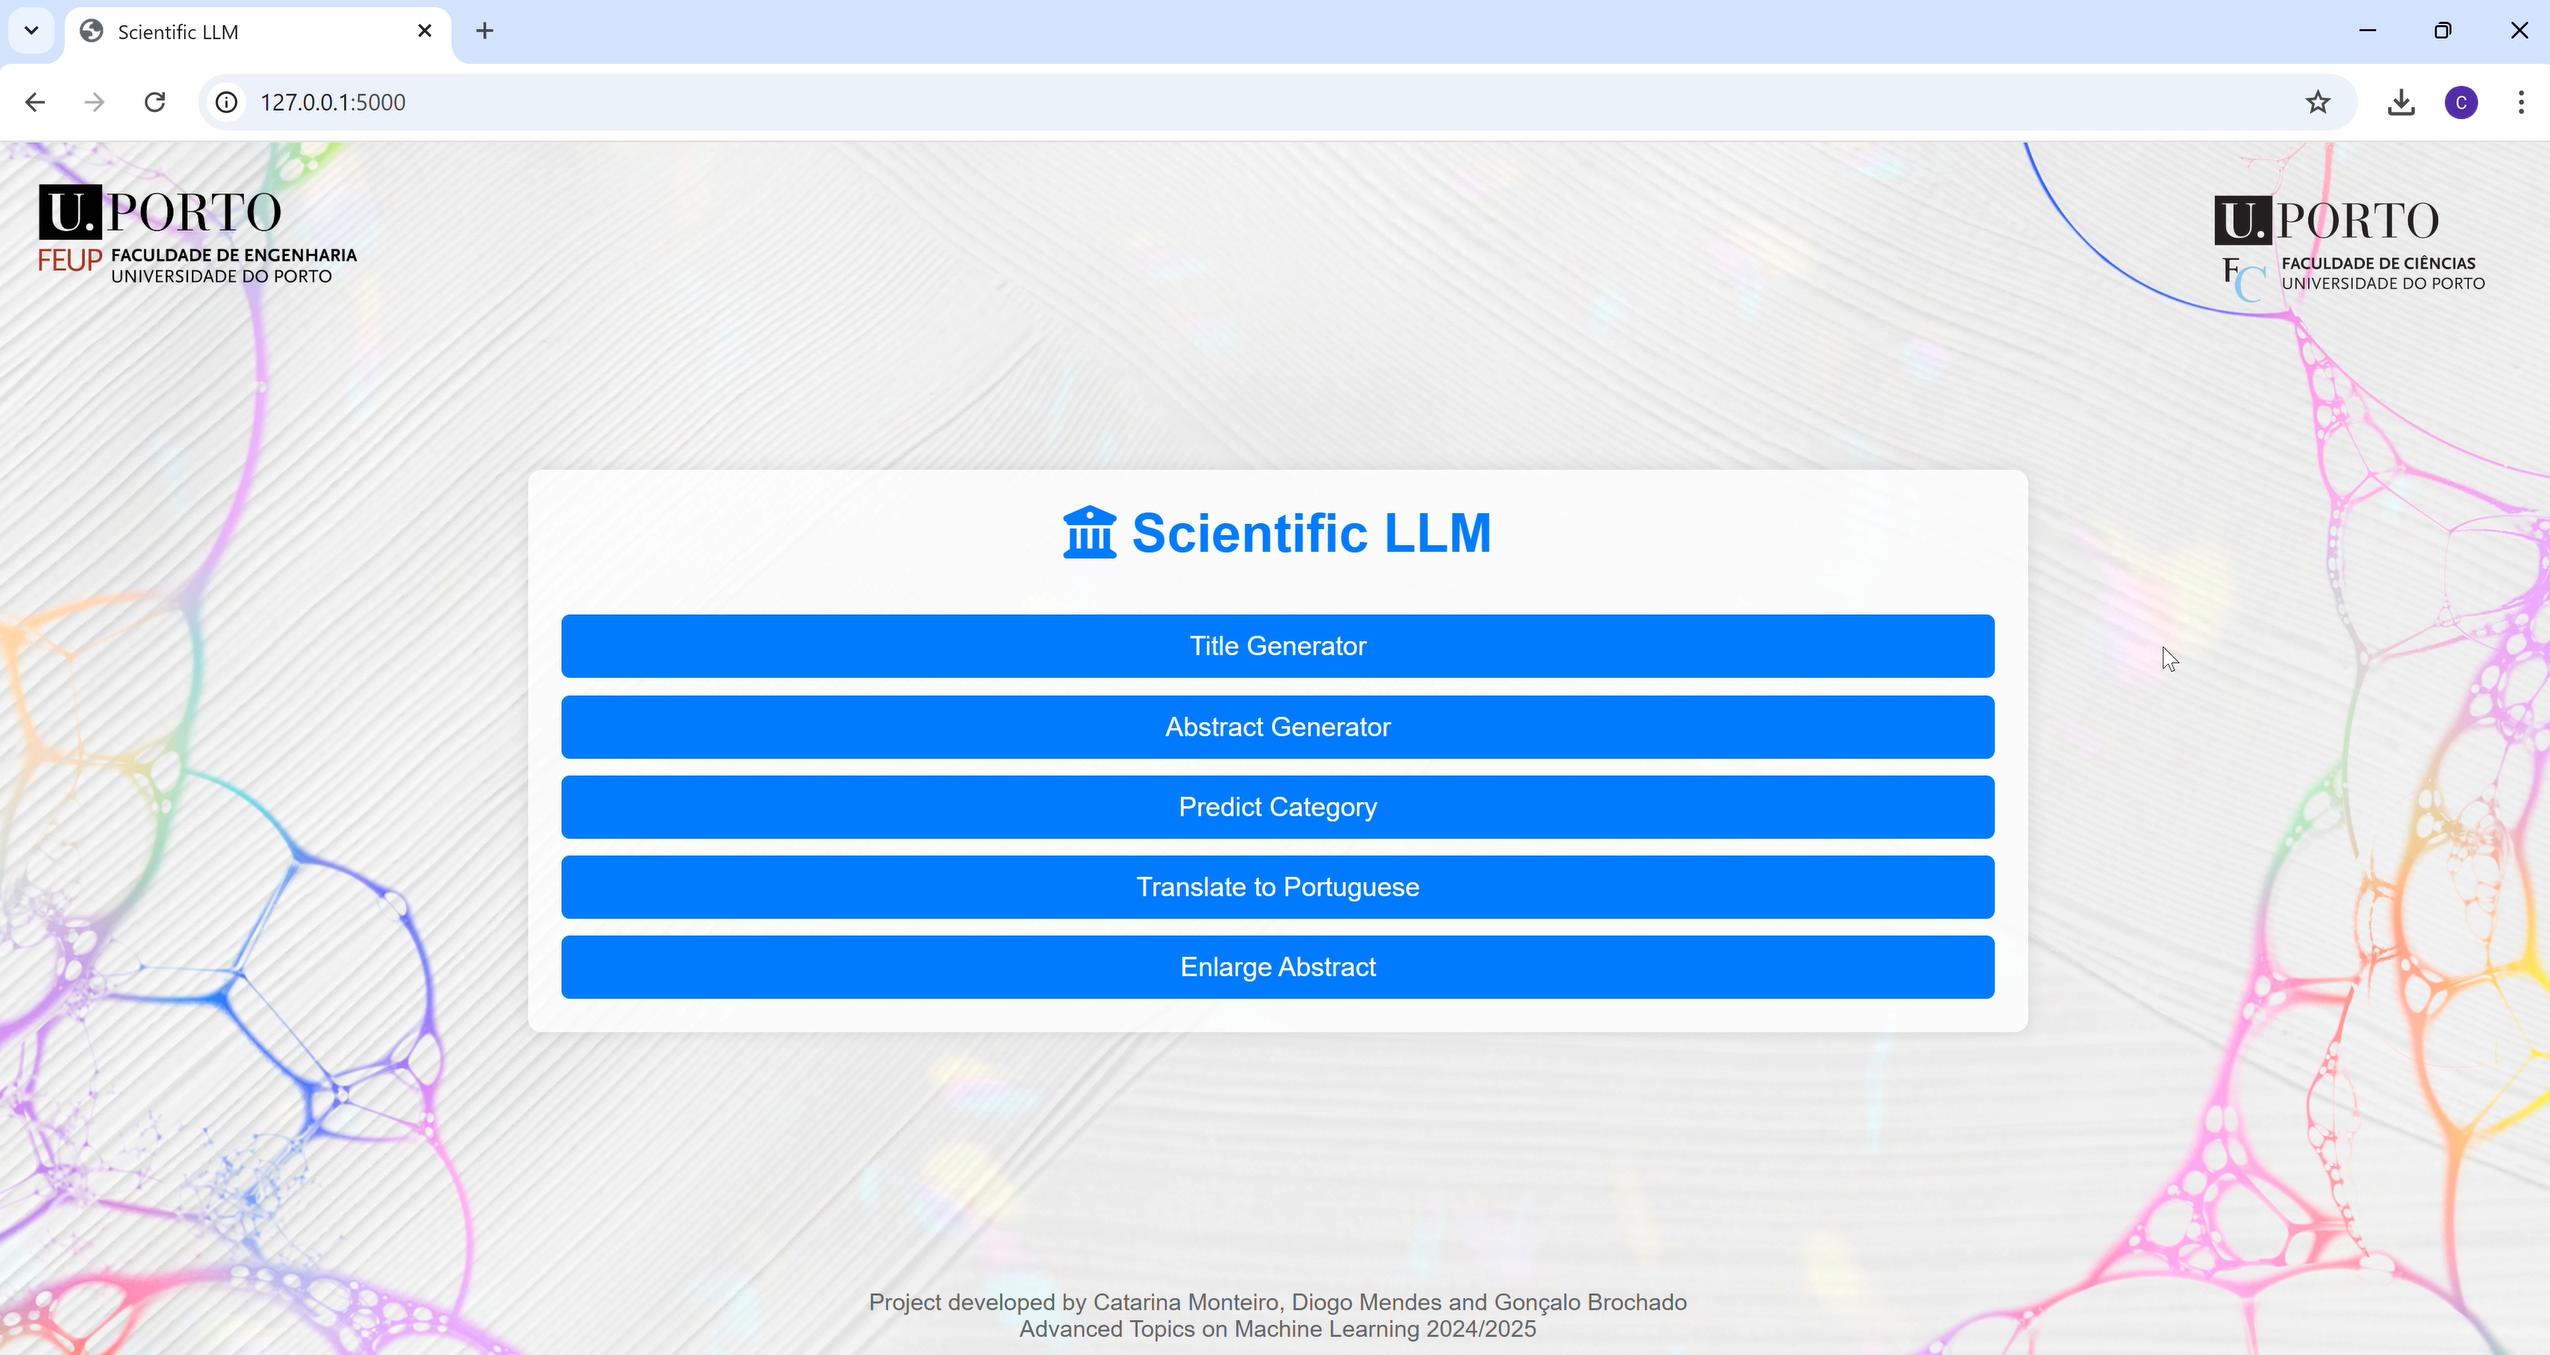 Scientific LLM
127.0.0.1:5000
C
U.PORTO
FEUP FACULDADE DE ENGENHARIA
UNIVERSIDADE DO PORTO
U.PORTO
FC FACULDADE DE CIÊNCIAS
UNIVERSIDADE DO PORTO
Scientific LLM
Title Generator
Abstract Generator
Predict Category
Translate to Portuguese
Enlarge Abstract
Project developed by Catarina Monteiro, Diogo Mendes and Gonçalo Brochado
Advanced Topics on Machine Learning 2024/2025